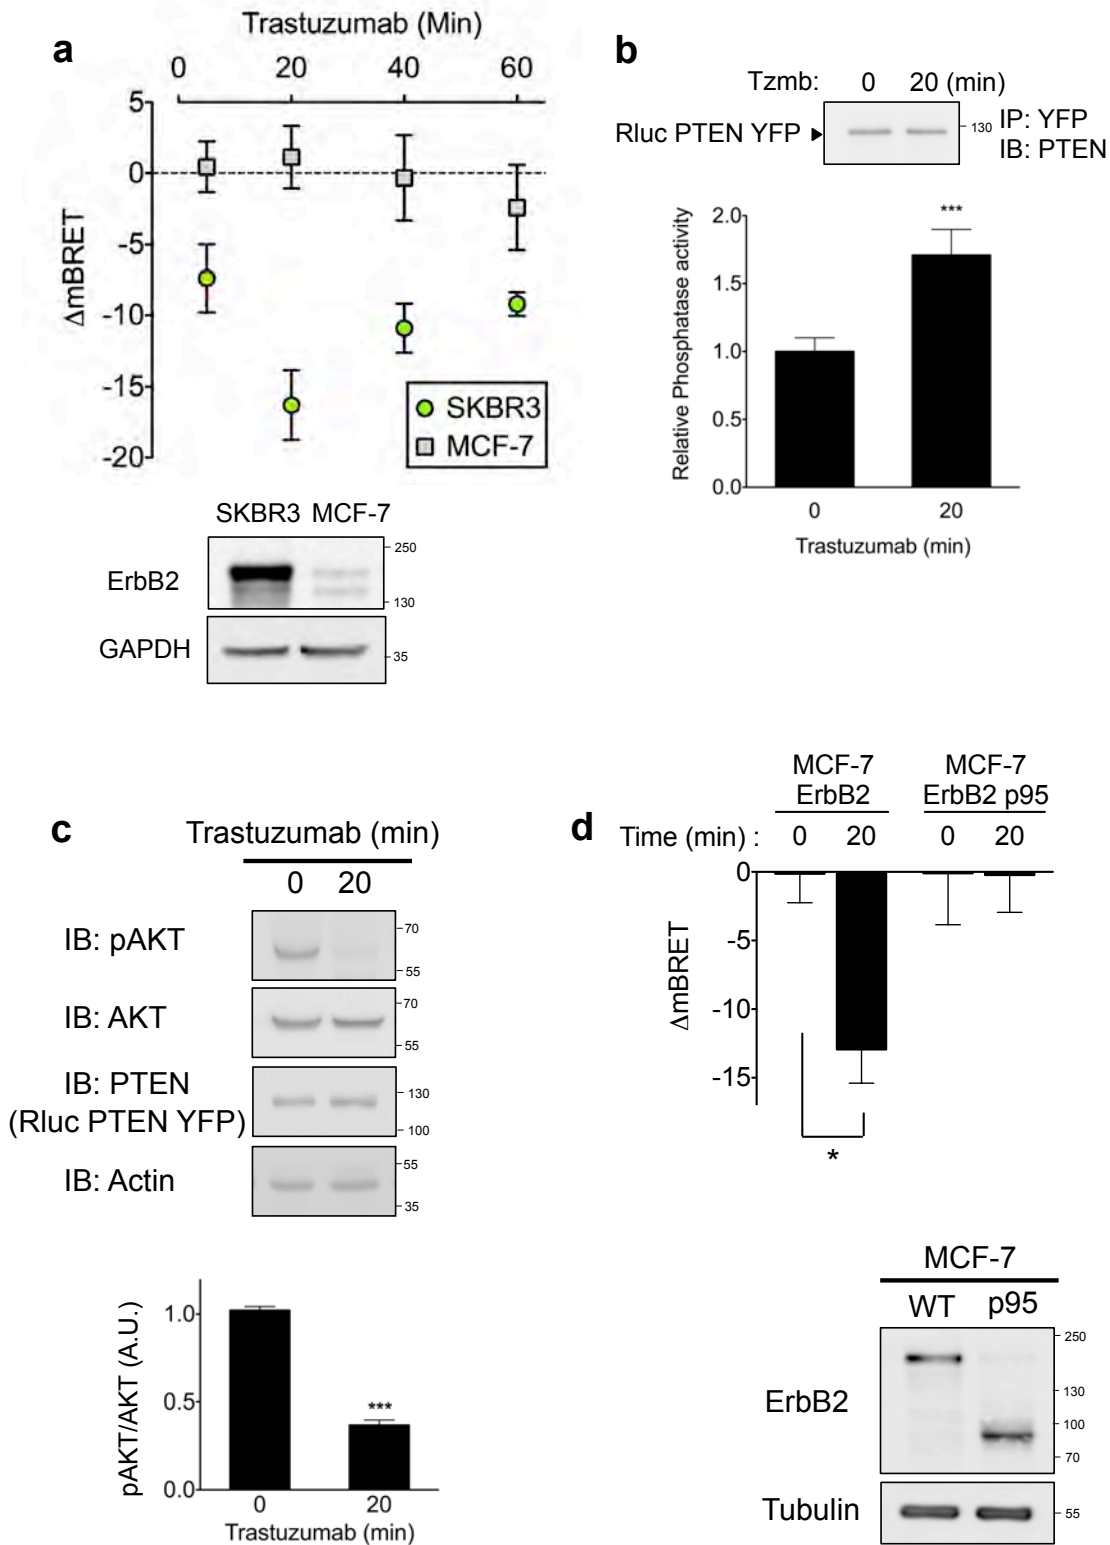 a
Trastuzumab (Min)
0 20 40 60
5
0
-5
-10
-15
-20
ΔmBRET
SKBR3
MCF-7
SKBR3 MCF-7
ErbB2
250
130
GAPDH
35
b
Tzmb: 0 20 (min)
Rluc PTEN YFP
130
IP: YFP
IB: PTEN
Relative Phosphatase activity
2.0
1.5
1.0
0.5
0.0
***
0 20
Trastuzumab (min)
c
Trastuzumab (min)
0 20
IB: pAKT
70
55
IB: AKT
70
55
IB: PTEN
(Rluc PTEN YFP)
130
100
IB: Actin
55
35
pAKT/AKT (A.U.)
1.0
0.5
0.0
***
0 20
Trastuzumab (min)
d
MCF-7
ErbB2
MCF-7
ErbB2 p95
Time (min) : 0 20 0 20
ΔmBRET
0
-5
-10
-15
*
MCF-7
WT p95
ErbB2
250
130
100
70
Tubulin
55